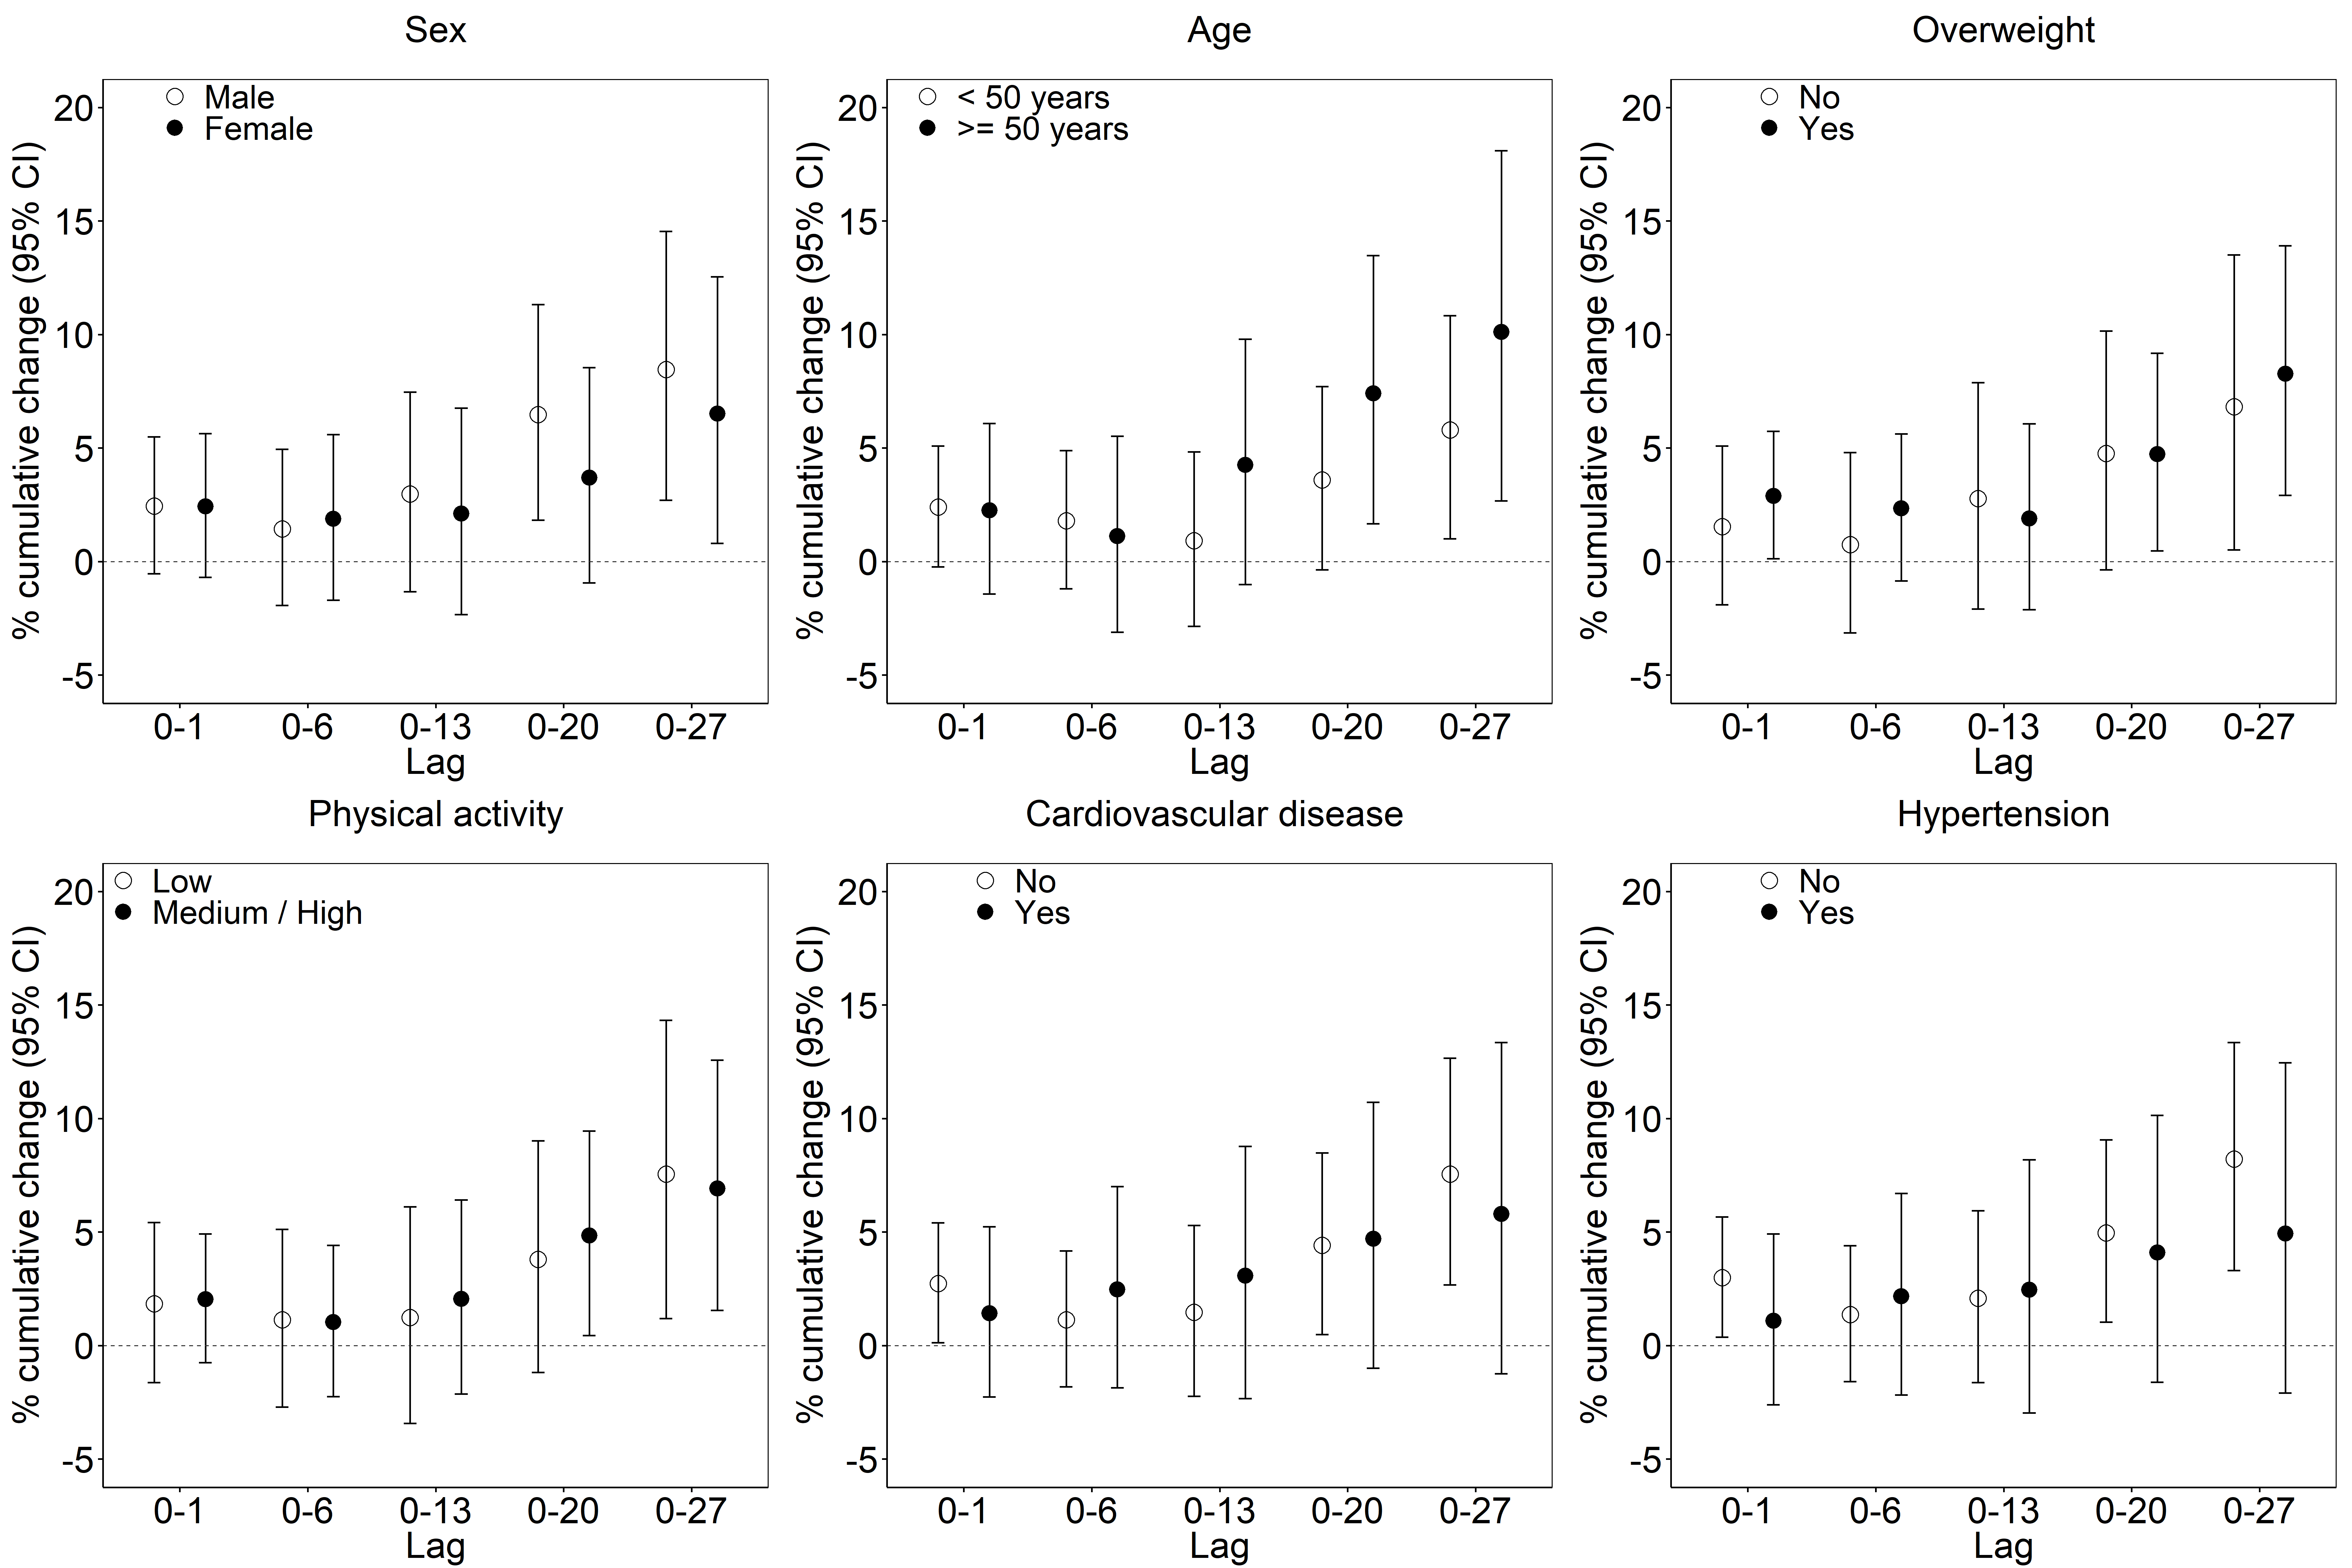 Sex
Male
Female
% cumulative change (95% CI)
20
15
10
5
0
-5
0-1 0-6 0-13 0-20 0-27
Lag
Age
< 50 years
>= 50 years
% cumulative change (95% CI)
20
15
10
5
0
-5
0-1 0-6 0-13 0-20 0-27
Lag
Overweight
No
Yes
% cumulative change (95% CI)
20
15
10
5
0
-5
0-1 0-6 0-13 0-20 0-27
Lag
Physical activity
Low
Medium / High
% cumulative change (95% CI)
20
15
10
5
0
-5
0-1 0-6 0-13 0-20 0-27
Lag
Cardiovascular disease
No
Yes
% cumulative change (95% CI)
20
15
10
5
0
-5
0-1 0-6 0-13 0-20 0-27
Lag
Hypertension
No
Yes
% cumulative change (95% CI)
20
15
10
5
0
-5
0-1 0-6 0-13 0-20 0-27
Lag